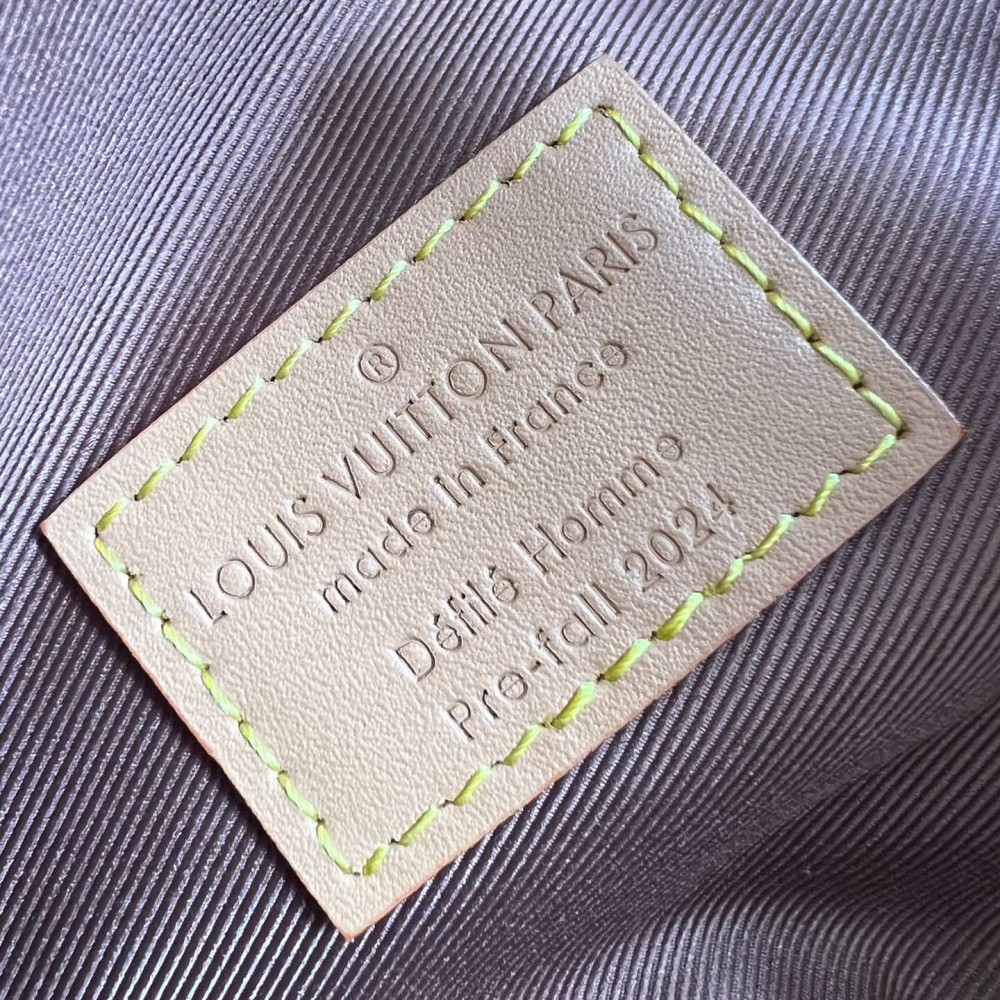 ®
LOUIS VUITTON PARIS
made in France
Défilé Homme
Pre-fall 2024